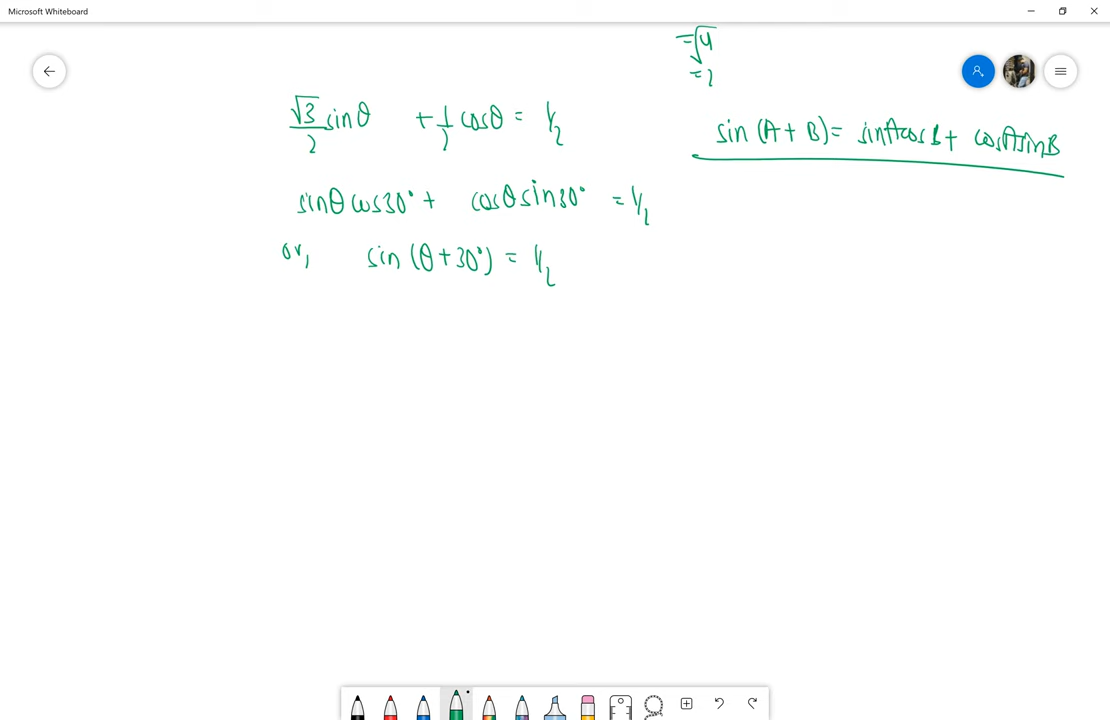 Microsoft Whiteboard
=√4
=2
√3/2 sinθ + 1/2 cosθ = 1/2
sin (A + B) = sinAcosB + cosAsinB
sinθ cos30° + cosθ sin30° = 1/2
or, sin (θ + 30°) = 1/2